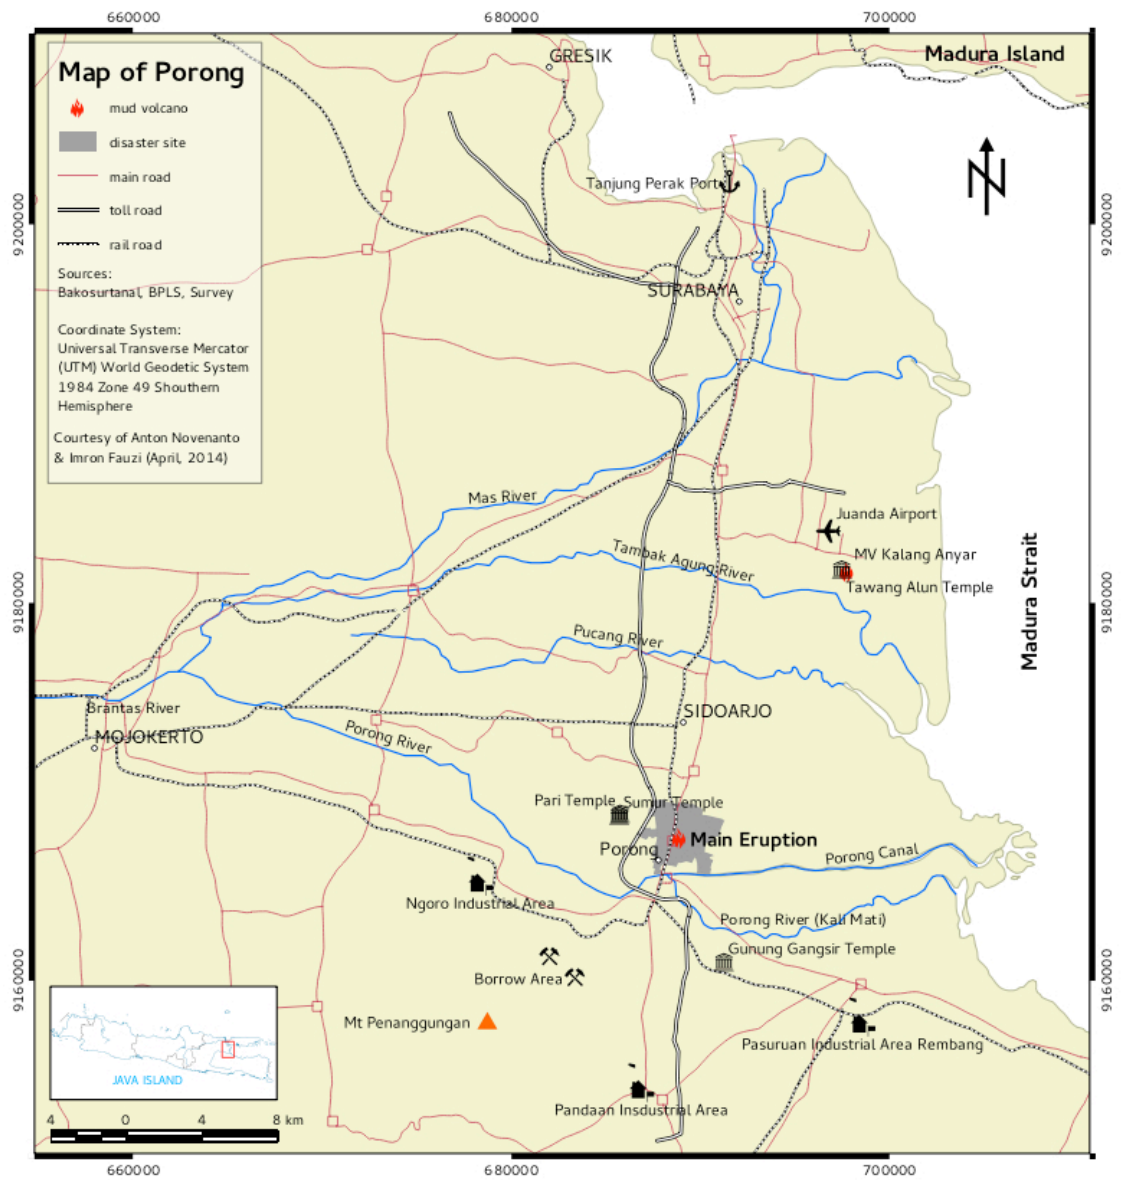 660000
680000
700000
Map of Porong
mud volcano
disaster site
main road
toll road
rail road
Sources:
Bakosurtanal, BPLS, Survey
Coordinate System:
Universal Transverse Mercator
(UTM) World Geodetic System
1984 Zone 49 Shouthern
Hemisphere
Courtesy of Anton Novenanto
& Imron Fauzi (April, 2014)
GRESIK
Madura Island
Tanjung Perak Port
N
9200000
9200000
SURABAYA
Mas River
Juanda Airport
MV Kalang Anyar
Tambak Agung River
Tawang Alun Temple
Madura Strait
9180000
9180000
Pucang River
Brantas River
SIDOARJO
MOJOKERTO
Porong River
Pari Temple
Sumur Temple
Main Eruption
Porong
Porong Canal
Ngoro Industrial Area
Porong River (Kali Mati)
Gunung Gangsir Temple
Borrow Area
9160000
9160000
Mt Penanggungan
Pasuruan Industrial Area Rembang
JAVA ISLAND
Pandaan Insdustrial Area
4
0
4
8 km
660000
680000
700000